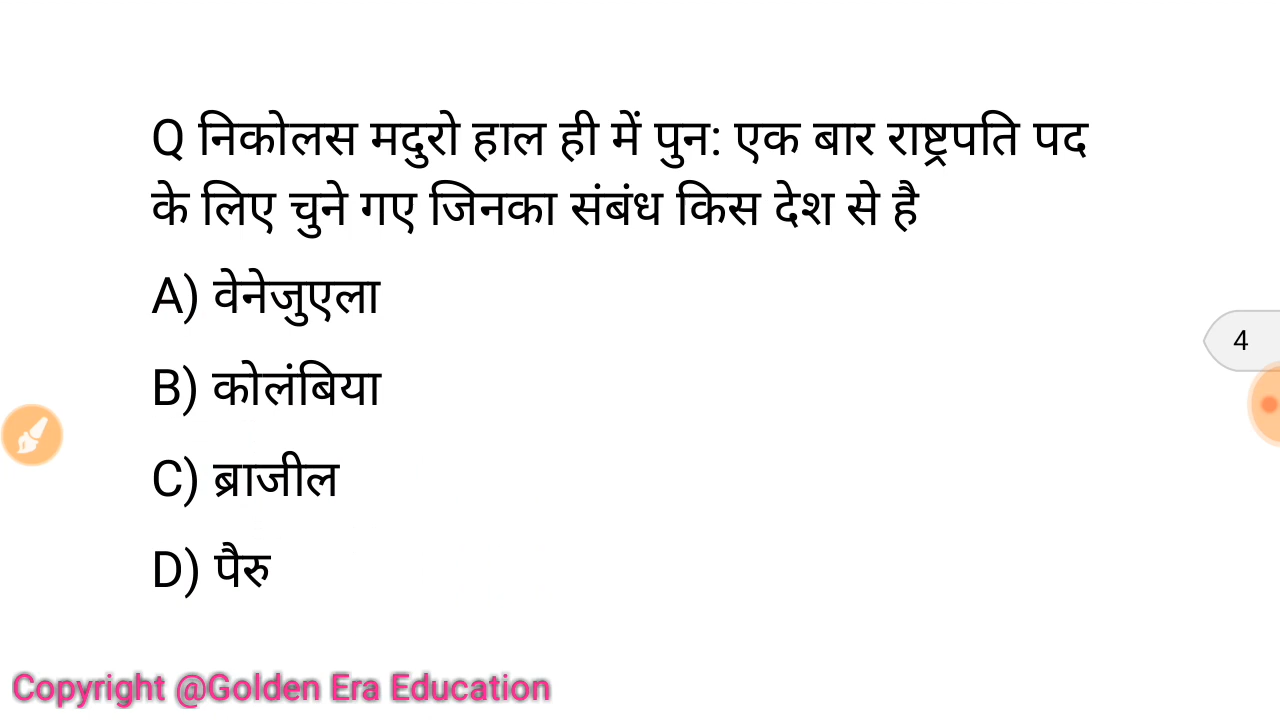 Q निकोलस मदुरो हाल ही में पुन: एक बार राष्ट्रपति पद
के लिए चुने गए जिनका संबंध किस देश से है
A) वेनेजुएला
B) कोलंबिया
C) ब्राजील
D) पैरु
4
Copyright @Golden Era Education